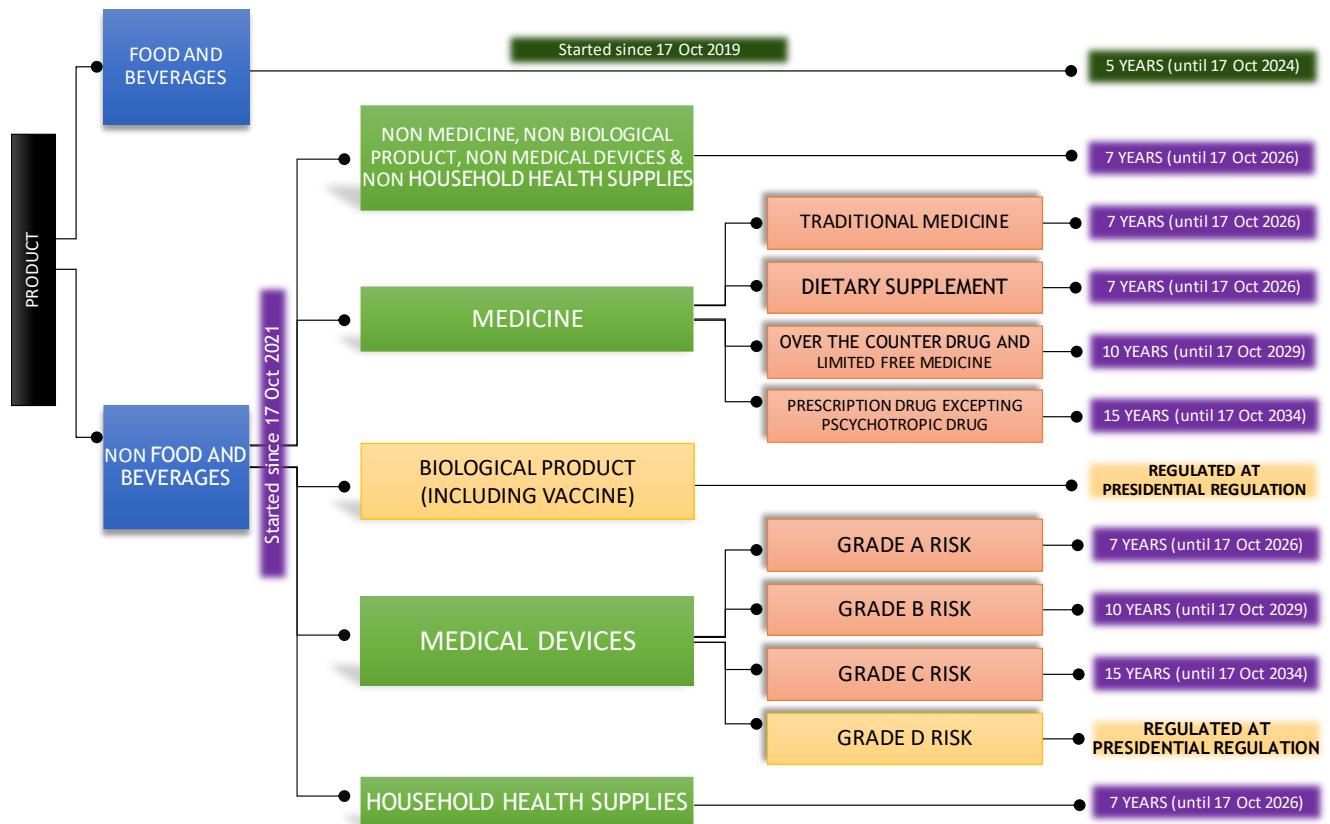 PRODUCT
FOOD AND
BEVERAGES
Started since 17 Oct 2019
5 YEARS (until 17 Oct 2024)
NON FOOD AND
BEVERAGES
Started since 17 Oct 2021
NON MEDICINE, NON BIOLOGICAL
PRODUCT, NON MEDICAL DEVICES &
NON HOUSEHOLD HEALTH SUPPLIES
7 YEARS (until 17 Oct 2026)
MEDICINE
TRADITIONAL MEDICINE
7 YEARS (until 17 Oct 2026)
DIETARY SUPPLEMENT
7 YEARS (until 17 Oct 2026)
OVER THE COUNTER DRUG AND
LIMITED FREE MEDICINE
10 YEARS (until 17 Oct 2029)
PRESCRIPTION DRUG EXCEPTING
PSCYCHOTROPIC DRUG
15 YEARS (until 17 Oct 2034)
BIOLOGICAL PRODUCT
(INCLUDING VACCINE)
REGULATED AT
PRESIDENTIAL REGULATION
MEDICAL DEVICES
GRADE A RISK
7 YEARS (until 17 Oct 2026)
GRADE B RISK
10 YEARS (until 17 Oct 2029)
GRADE C RISK
15 YEARS (until 17 Oct 2034)
GRADE D RISK
REGULATED AT
PRESIDENTIAL REGULATION
HOUSEHOLD HEALTH SUPPLIES
7 YEARS (until 17 Oct 2026)